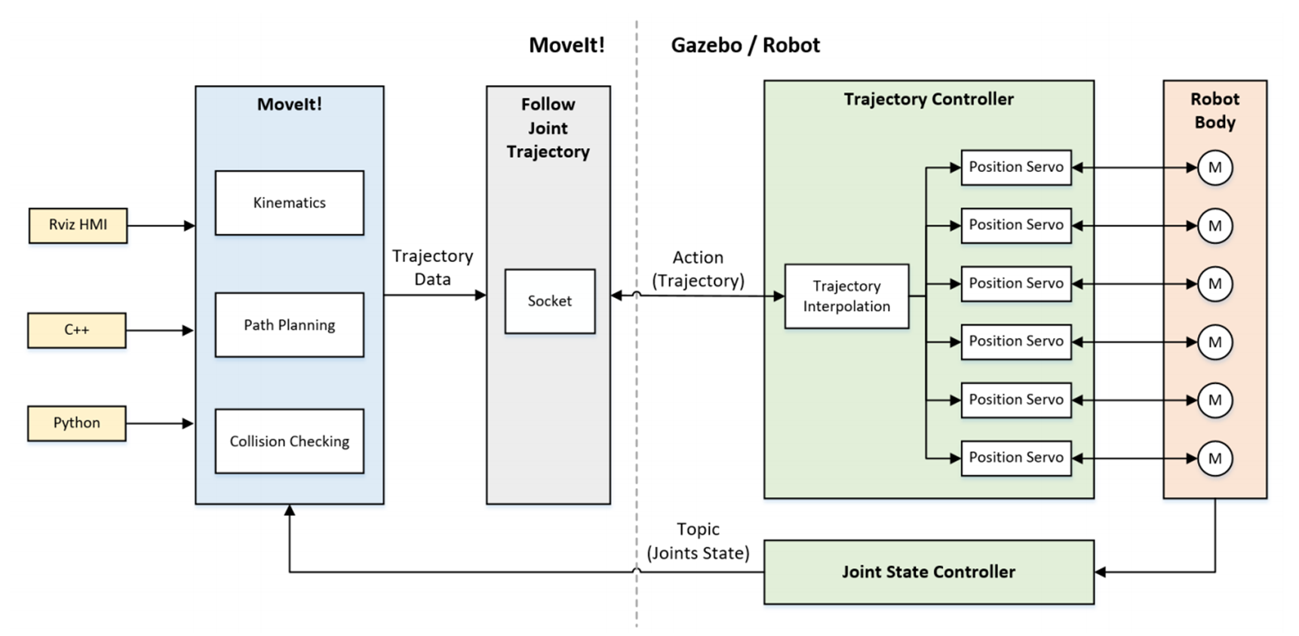 MoveIt!
Gazebo / Robot
MoveIt!
Kinematics
Path Planning
Collision Checking
Rviz HMI
C++
Python
Trajectory
Data
Follow
Joint
Trajectory
Socket
Action
(Trajectory)
Trajectory Controller
Trajectory
Interpolation
Position Servo
Position Servo
Position Servo
Position Servo
Position Servo
Position Servo
Robot
Body
M
M
M
M
M
M
Topic
(Joints State)
Joint State Controller